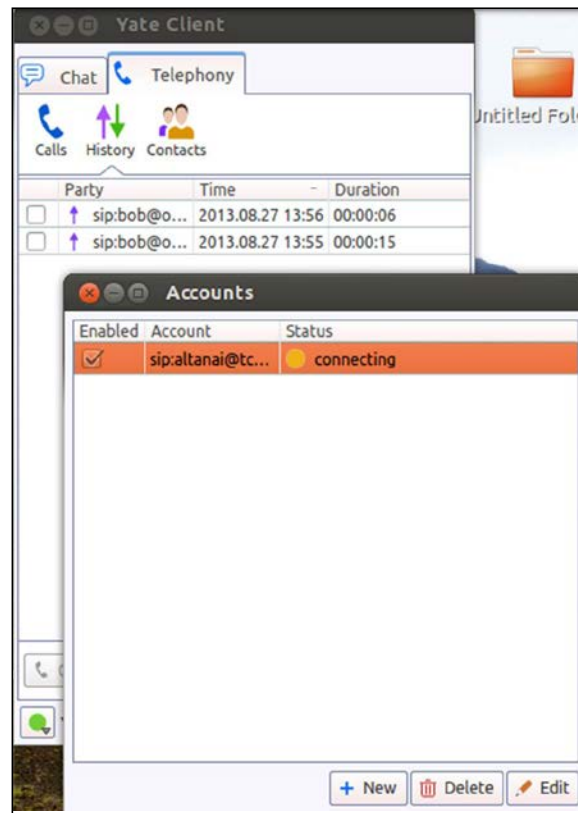 Yate Client
Chat
Telephony
Untitled
Calls
History
Contacts
Party Time Duration
sip:bob@o... 2013.08.27 13:56 00:00:06
sip:bob@o... 2013.08.27 13:55 00:00:15
Accounts
Enabled Account Status
sip:altanai@tc... connecting
New
Delete
Edit